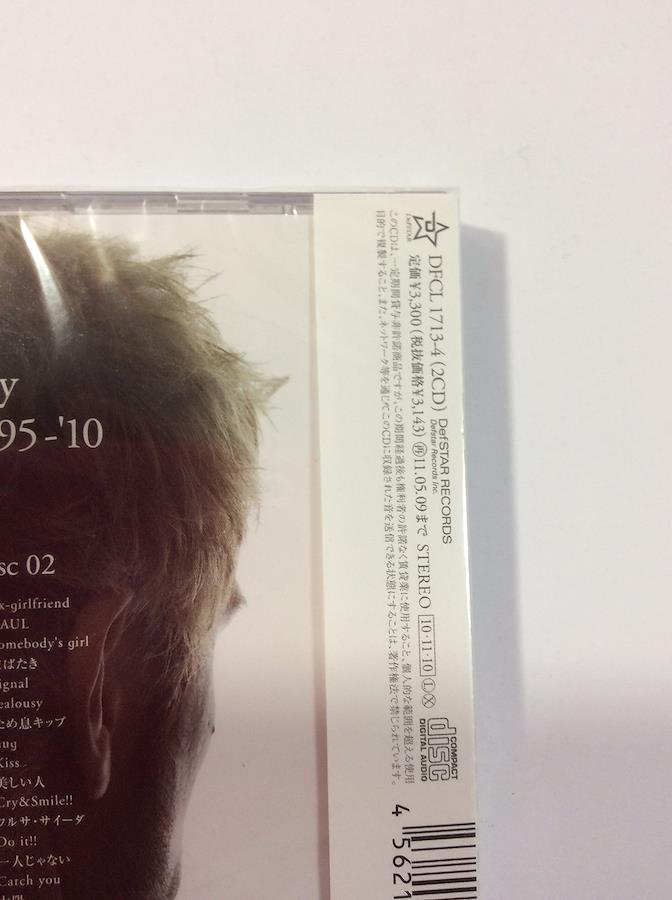 y
95-'10
sc 02
x-girlfriend
AUL
omebody's girl
ばたき
ignal
ealousy
ため息キップ
ug
Kiss
美しい人
Cry&Smile!!
フルサ・サイーダ
Do it!!
一人じゃない
Catch you
DefSTAR
DFCL 1713-4 (2CD) DefSTAR RECORDS
Defstar Records Inc.
定価¥3,300 (税抜価格¥3,143) 再11.05.09まで STEREO 10・11・10 L X
このCDは、一定期間貸与非許諾商品ですが、この期間経過後も権利者の許諾なく賃貸業に使用すること、個人的な範囲を超える使用
目的で複製すること、また、ネットワーク等を通じてこのCDに収録された音を送信できる状態にすることは、著作権法で禁じられています。
COMPACT
disc
DIGITAL AUDIO
4 5621